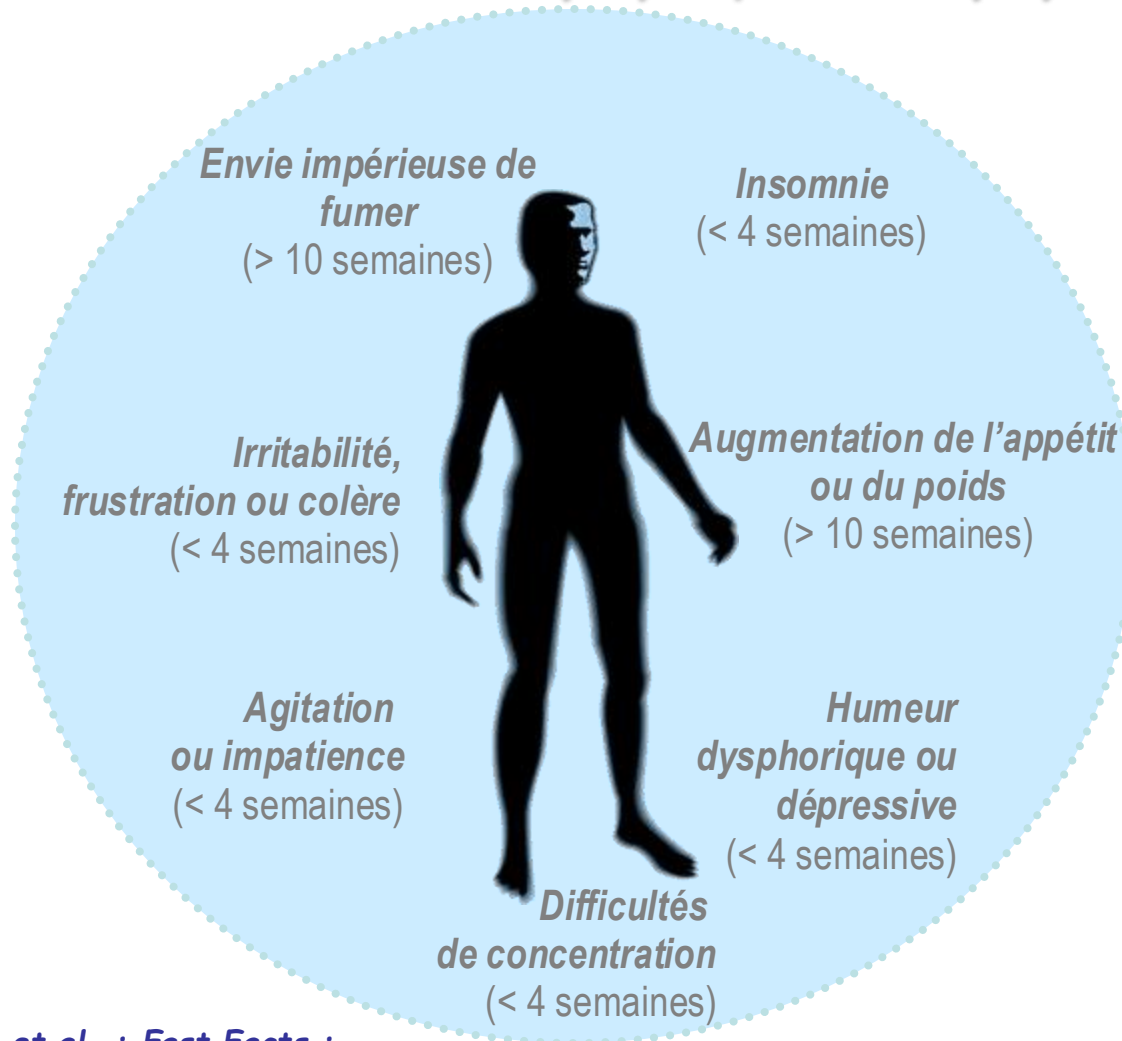 Envie impérieuse de
fumer
(> 10 semaines)
Insomnie
(< 4 semaines)
Irritabilité,
frustration ou colère
(< 4 semaines)
Augmentation de l’appétit
ou du poids
(> 10 semaines)
Agitation
ou impatience
(< 4 semaines)
Humeur
dysphorique ou
dépressive
(< 4 semaines)
Difficultés
de concentration
(< 4 semaines)